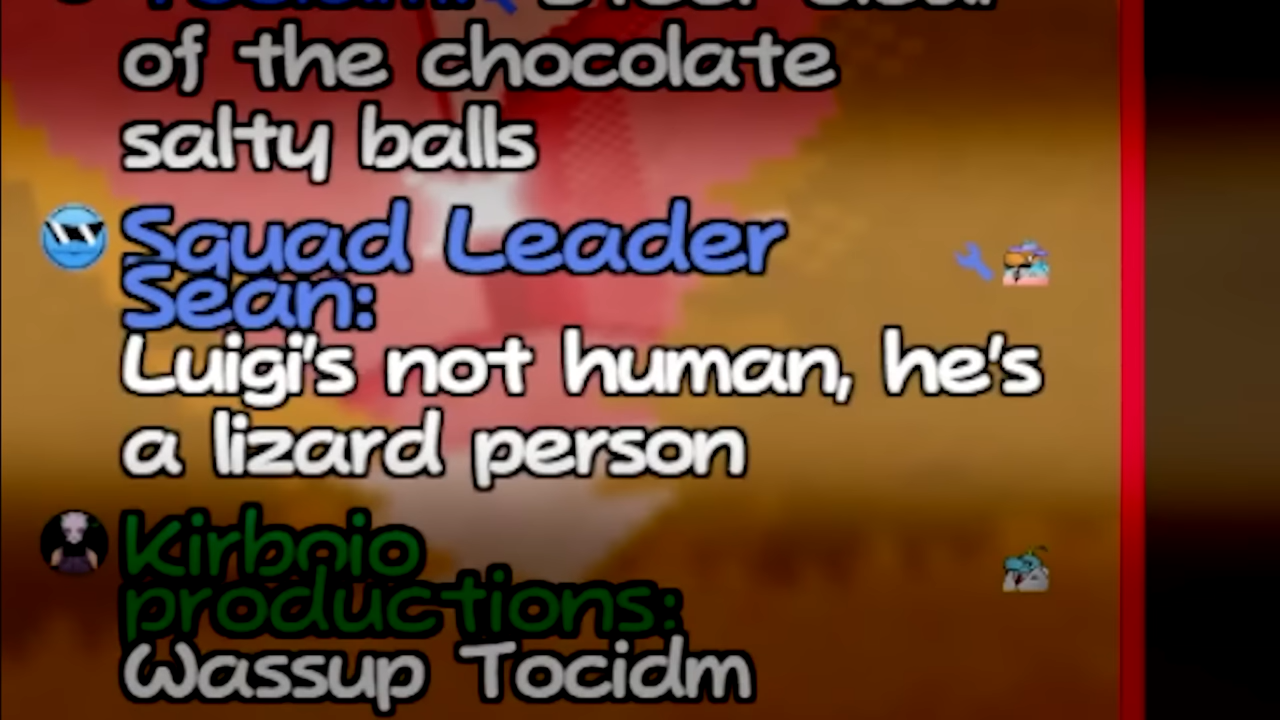 of the chocolate
salty balls
Squad Leader
Sean:
Luigi's not human, he's
a lizard person
Kirboio
productions:
Wassup Tocidm